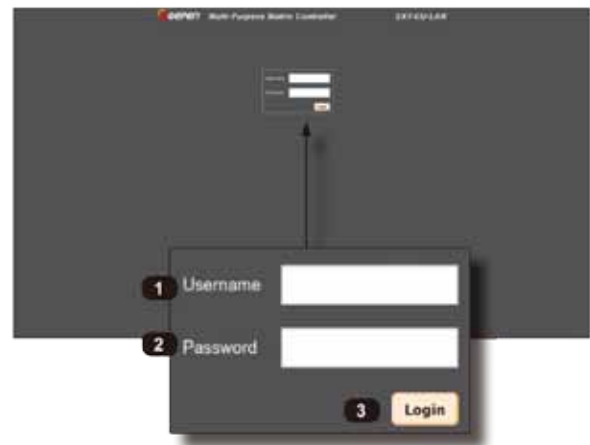 Gefen Multi-Purpose Matrix Controller
1 Username
2 Password
3 Login